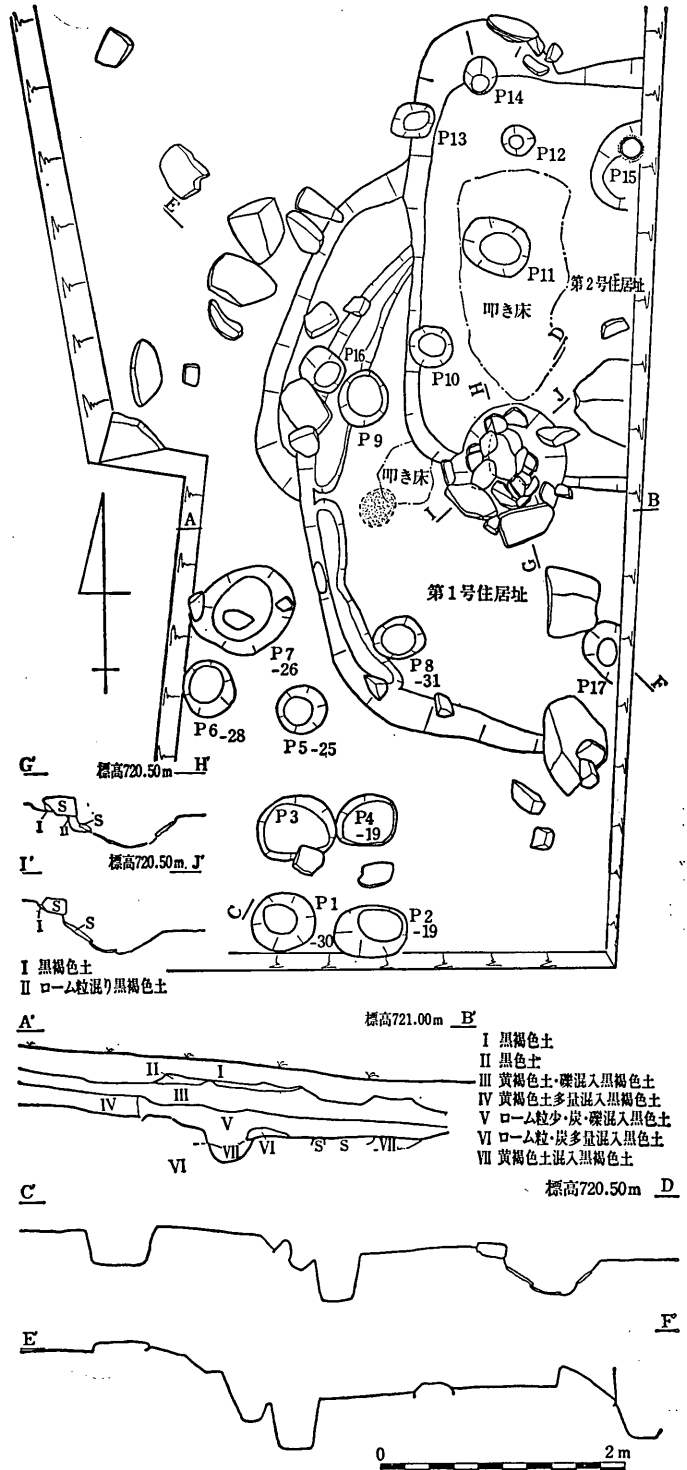 P14
P13
P12
P15
E
P11
第2号住居址
叩き床
D
P10
P16
H
J
P9
叩き床
A
B
I
G
第1号住居址
P7
-26
P8
-31
P17
F
P6-28
P5-25
G' 標高720.50m H'
S
I
II
S
P3
P4
-19
I' 標高720.50m J'
S
S
I
C
P1
-30
P2
-19
I 黒褐色土
II ローム粒混り黒褐色土
A' 標高721.00m B'
II
I
III
IV
V
VII
VI
S
S
VII
VI
I 黒褐色土
II 黒色土
III 黄褐色土・礫混入黒褐色土
IV 黄褐色土多量混入黒褐色土
V ローム粒少・炭・礫混入黒色土
VI ローム粒・炭多量混入黒色土
VII 黄褐色土混入黒褐色土
C' 標高720.50m D
E' F'
0 2m